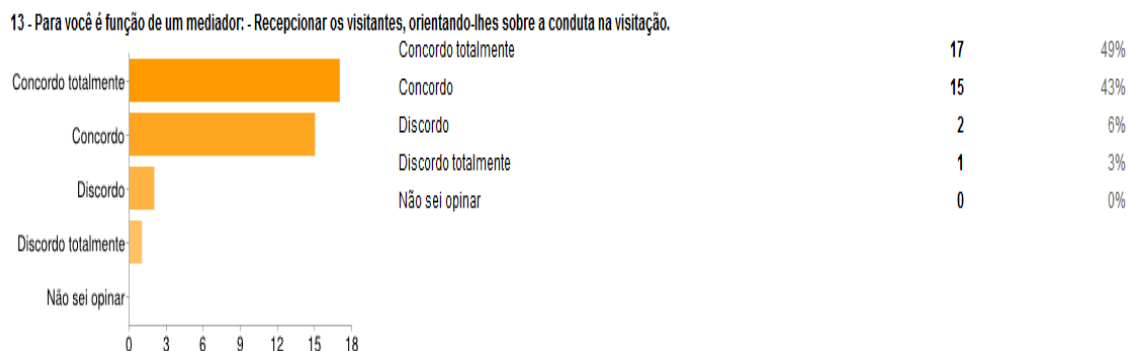 13 - Para você é função de um mediador: - Recepcionar os visitantes, orientando-lhes sobre a conduta na visitação.
Concordo totalmente
Concordo
Discordo
Discordo totalmente
Não sei opinar
0 3 6 9 12 15 18
Concordo totalmente 17 49%
Concordo 15 43%
Discordo 2 6%
Discordo totalmente 1 3%
Não sei opinar 0 0%